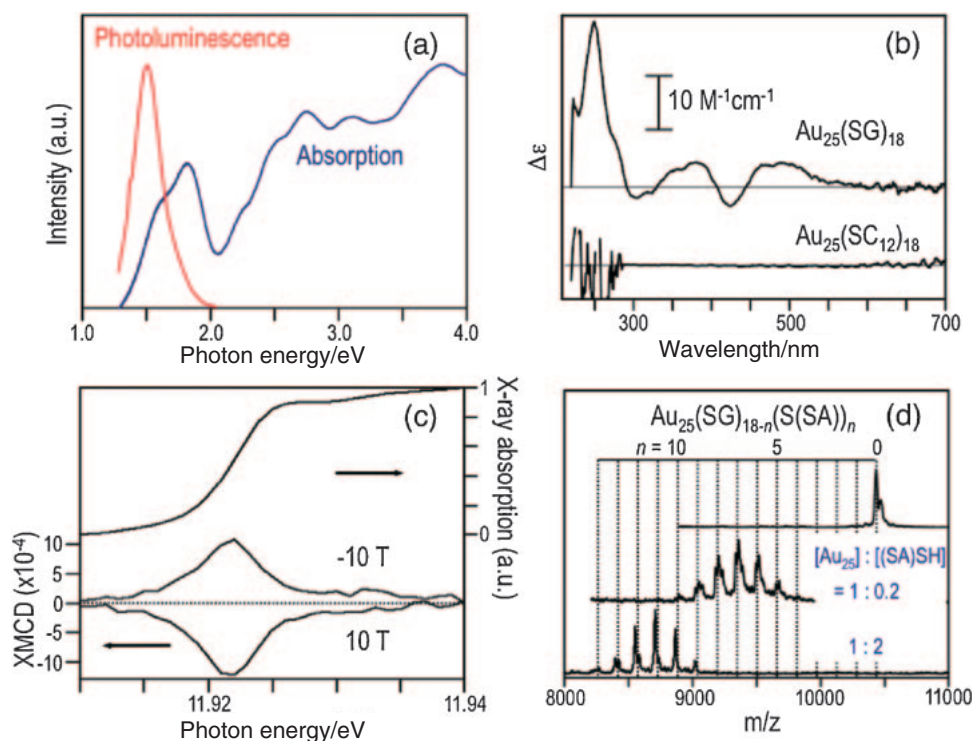 (a)
Photoluminescence
Absorption
Intensity (a.u.)
1.0 2.0 3.0 4.0
Photon energy/eV
(b)
10 M⁻¹cm⁻¹
Au₂₅(SG)₁₈
Au₂₅(SC₁₂)₁₈
Δε
300 500 700
Wavelength/nm
(c)
1
0
X-ray absorption (a.u.)
XMCD (x10⁻⁴)
10
5
0
-5
-10
-10 T
10 T
11.92 11.94
Photon energy/eV
(d)
Au₂₅(SG)₁₈₋ₙ(S(SA))ₙ
n = 10 5 0
[Au₂₅] : [(SA)SH]
= 1 : 0.2
1 : 2
8000 9000 10000 11000
m/z